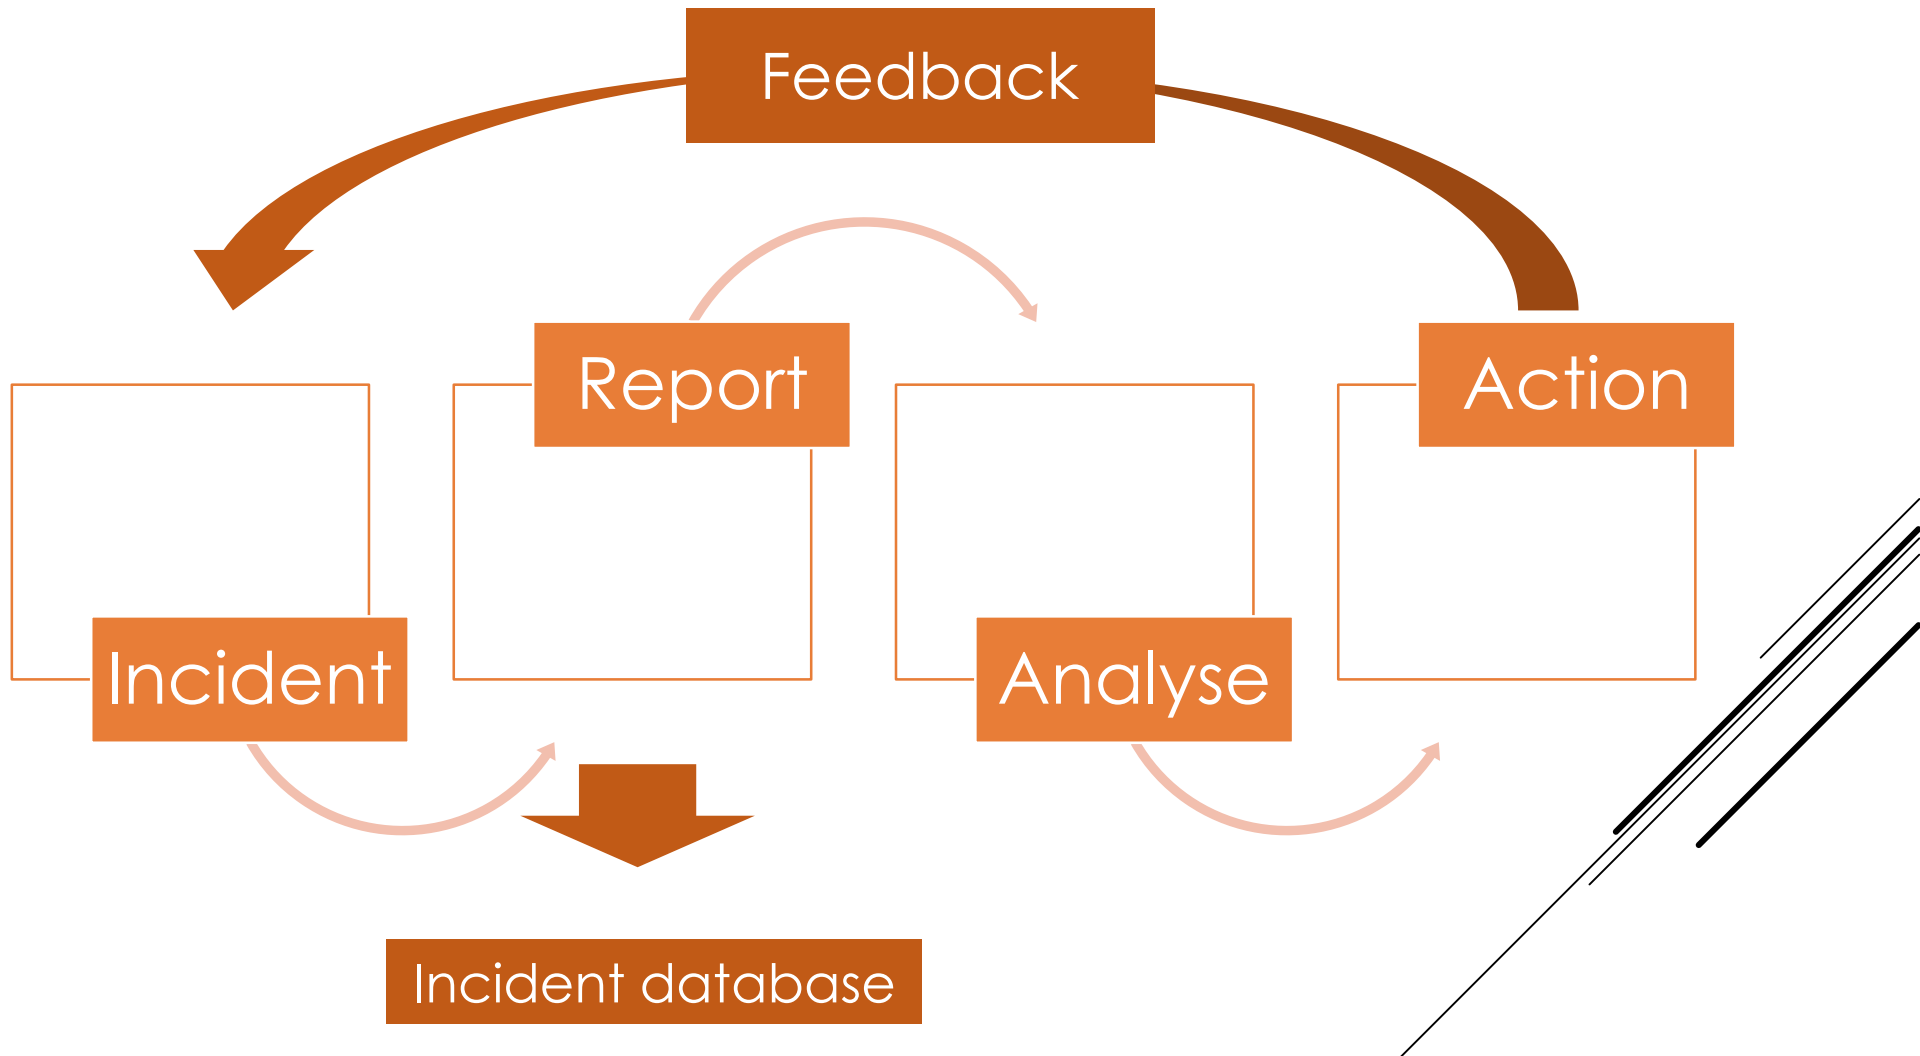 Feedback
Report
Action
Incident
Analyse
Incident database